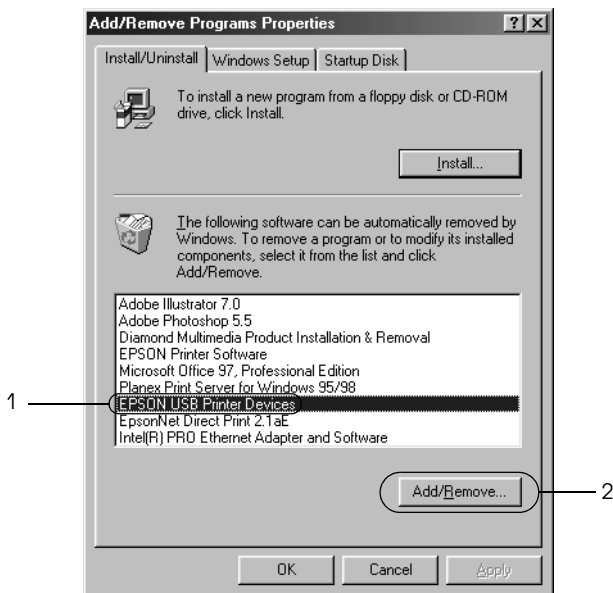 Add/Remove Programs Properties
Install/Uninstall Windows Setup Startup Disk
To install a new program from a floppy disk or CD-ROM
drive, click Install.
Install...
The following software can be automatically removed by
Windows. To remove a program or to modify its installed
components, select it from the list and click
Add/Remove.
Adobe Illustrator 7.0
Adobe Photoshop 5.5
Diamond Multimedia Product Installation & Removal
EPSON Printer Software
Microsoft Office 97, Professional Edition
Planex Print Server for Windows 95/98
1 EPSON USB Printer Devices
EpsonNet Direct Print 2.1aE
Intel(R) PRO Ethernet Adapter and Software
Add/Remove... 2
OK Cancel Apply